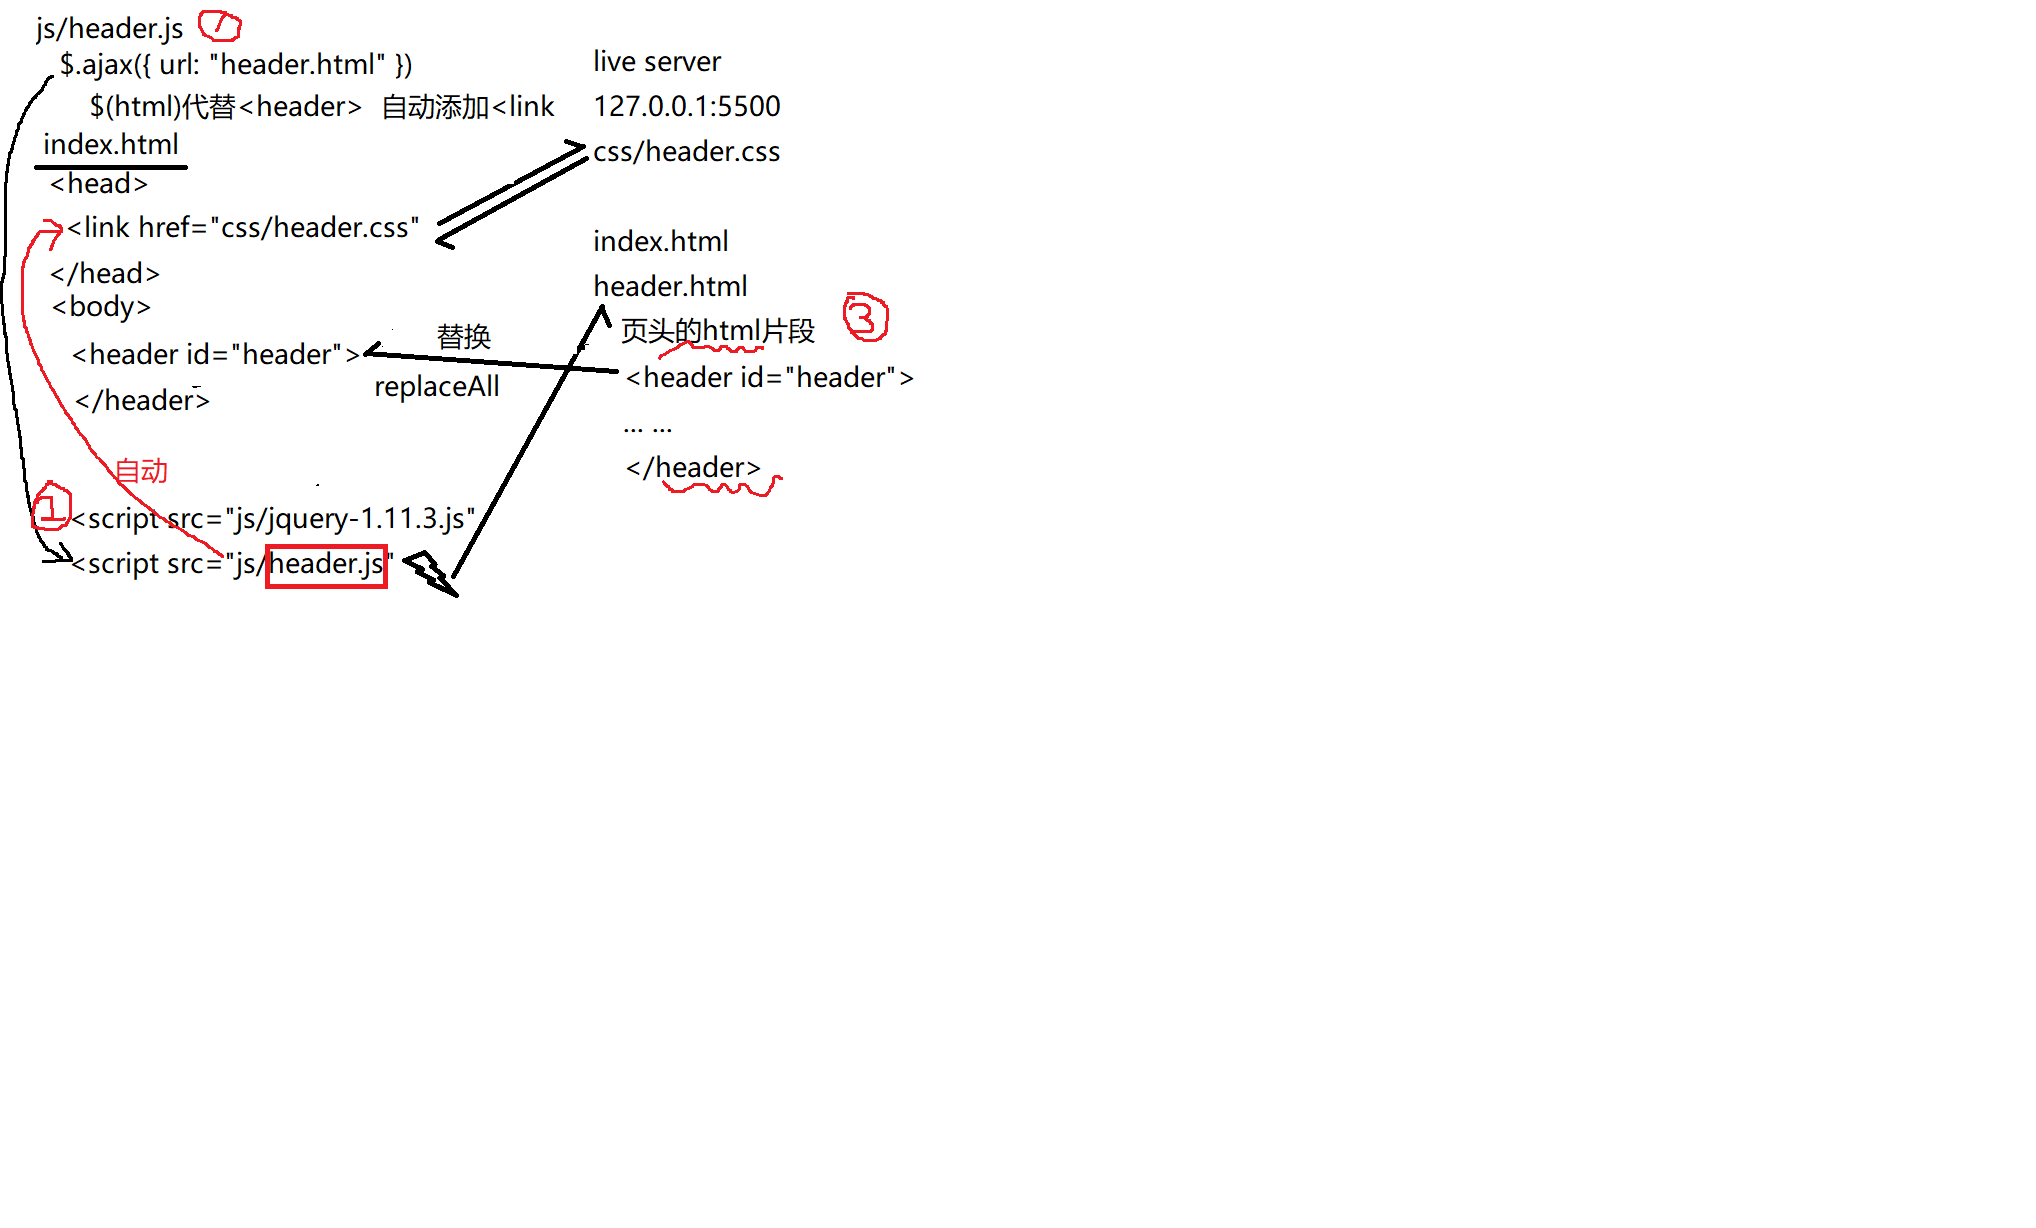 js/header.js
$.ajax({ url: "header.html" })
$(html)代替<header> 自动添加<link
index.html
<head>
<link href="css/header.css"
</head>
<body>
<header id="header">
</header>
替换
replaceAll
自动
1
<script src="js/jquery-1.11.3.js"
<script src="js/header.js"
live server
127.0.0.1:5500
css/header.css
index.html
header.html
页头的html片段
3
<header id="header">
... ...
</header>